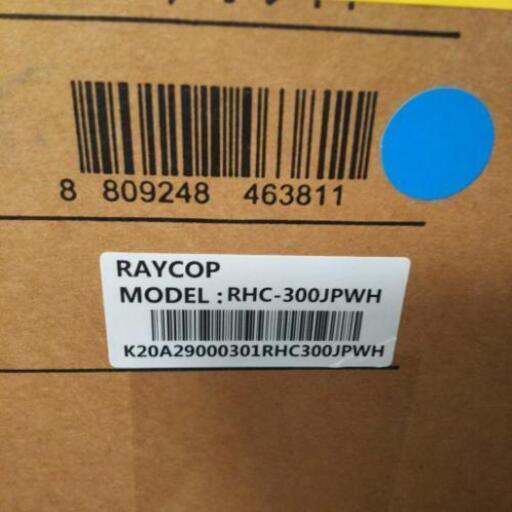 8 809248 463811
RAYCOP
MODEL : RHC-300JPWH
K20A29000301RHC300JPWH